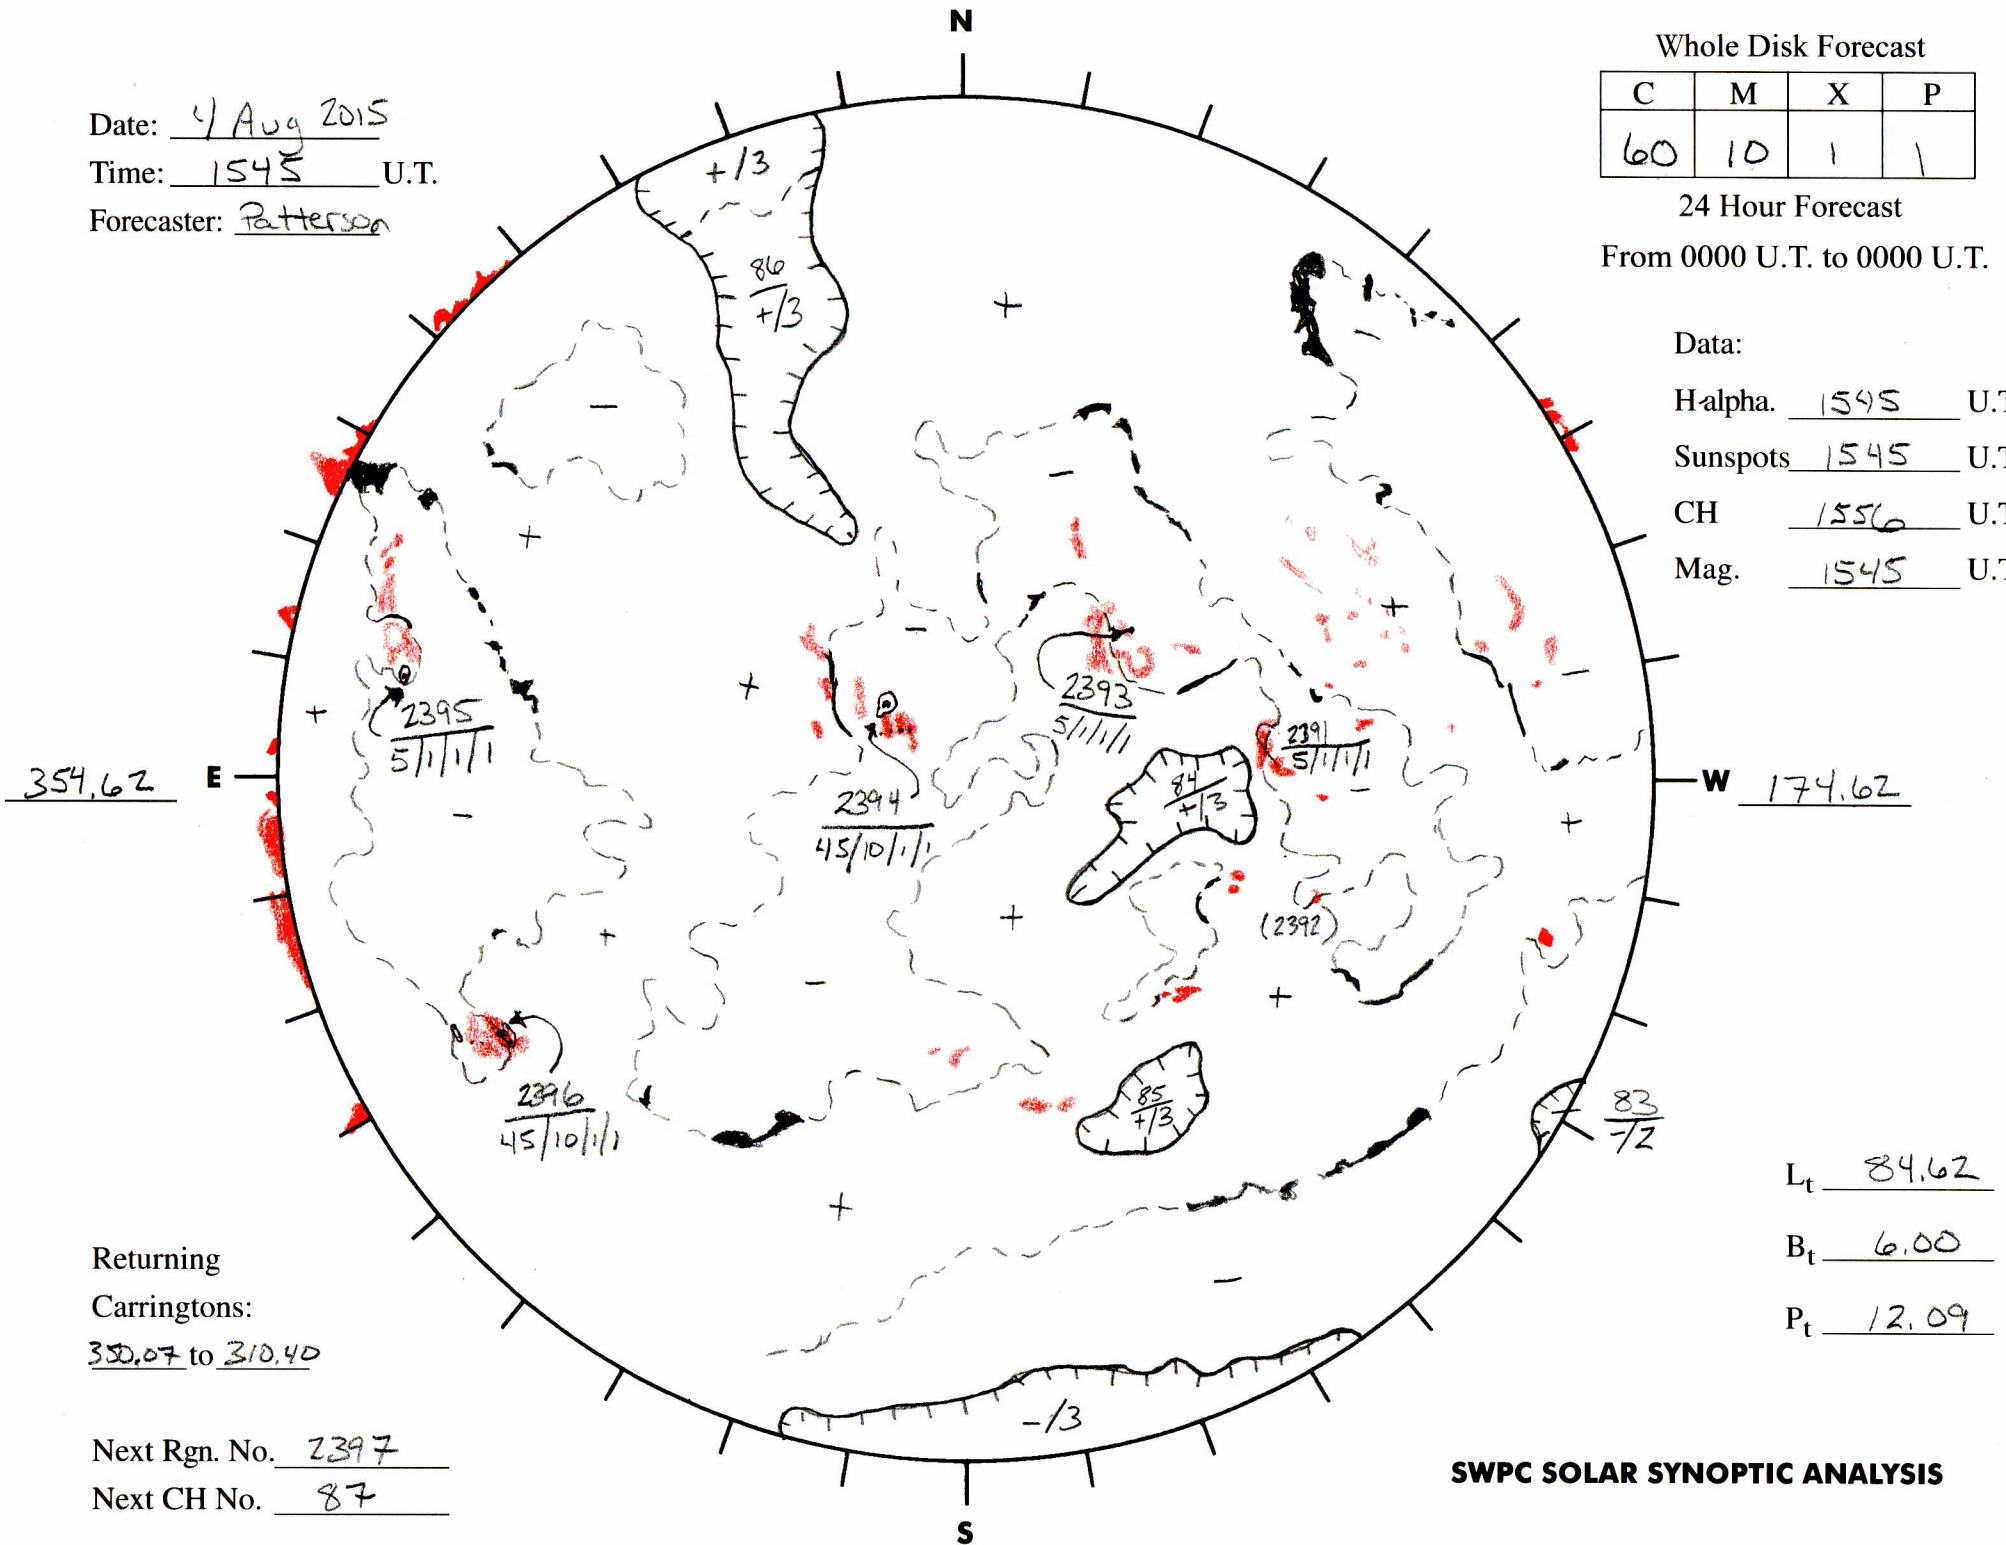 N
Whole Disk Forecast
C M X P
60 10 1 1
24 Hour Forecast
From 0000 U.T. to 0000 U.T.
Date: 4 Aug 2015
Time: 1545 U.T.
Forecaster: Patterson
+/3
86
+/3
+
−
−
Data:
H-alpha. 1545 U.T
Sunspots 1545 U.T
CH 1556 U.T
Mag. 1545 U.T
−
+
+
−
+
+
−
+
2395
5/1/1/1
2393
5/1/1/1
2391
5/1/1/1
354.62 E
W 174.62
84
+/3
2394
45/10/1/1
−
−
+
+
+
(2392)
−
+
2396
45/10/1/1
85
+/3
83
-/2
+
−
Lt 84.62
Bt 6.00
Pt 12.09
Returning
Carringtons:
350.07 to 310.40
-/3
Next Rgn. No. 2397
Next CH No. 87
SWPC SOLAR SYNOPTIC ANALYSIS
S